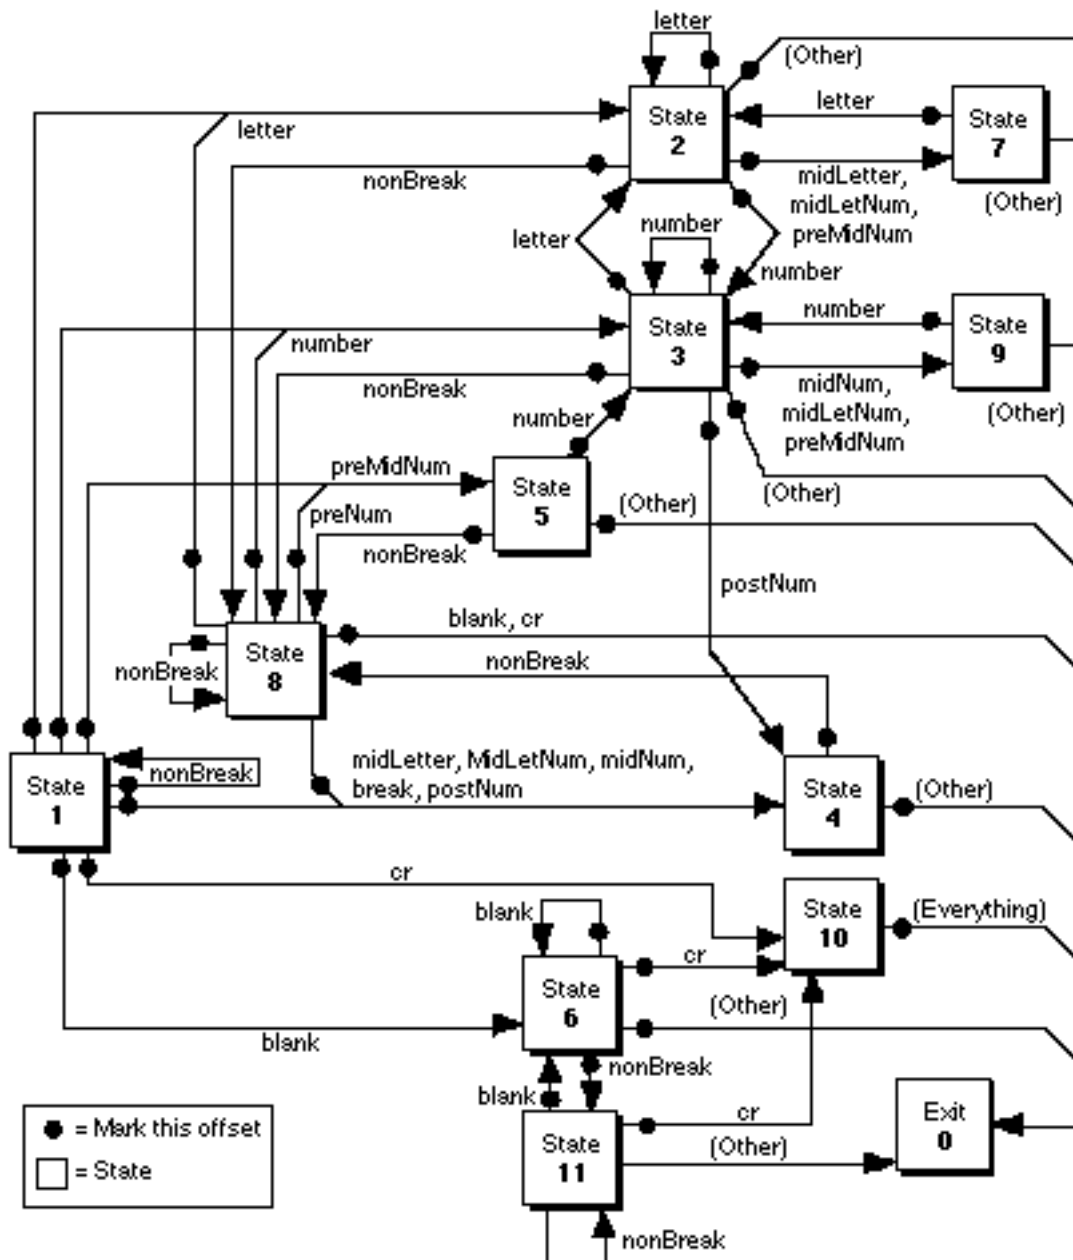 letter
(Other)
State
2
letter
State
7
letter
nonBreak
midLetter,
midLetNum,
preMidNum
(Other)
letter
number
number
State
3
number
State
9
number
nonBreak
midNum,
midLetNum,
preMidNum
(Other)
number
(Other)
preMidNum
State
5
(Other)
preNum
nonBreak
postNum
blank, cr
State
8
nonBreak
nonBreak
nonBreak
State
1
midLetter, MidLetNum, midNum,
break, postNum
State
4
(Other)
cr
State
10
(Everything)
blank
cr
State
6
(Other)
blank
nonBreak
blank
State
11
cr
(Other)
Exit
0
nonBreak
= Mark this offset
= State